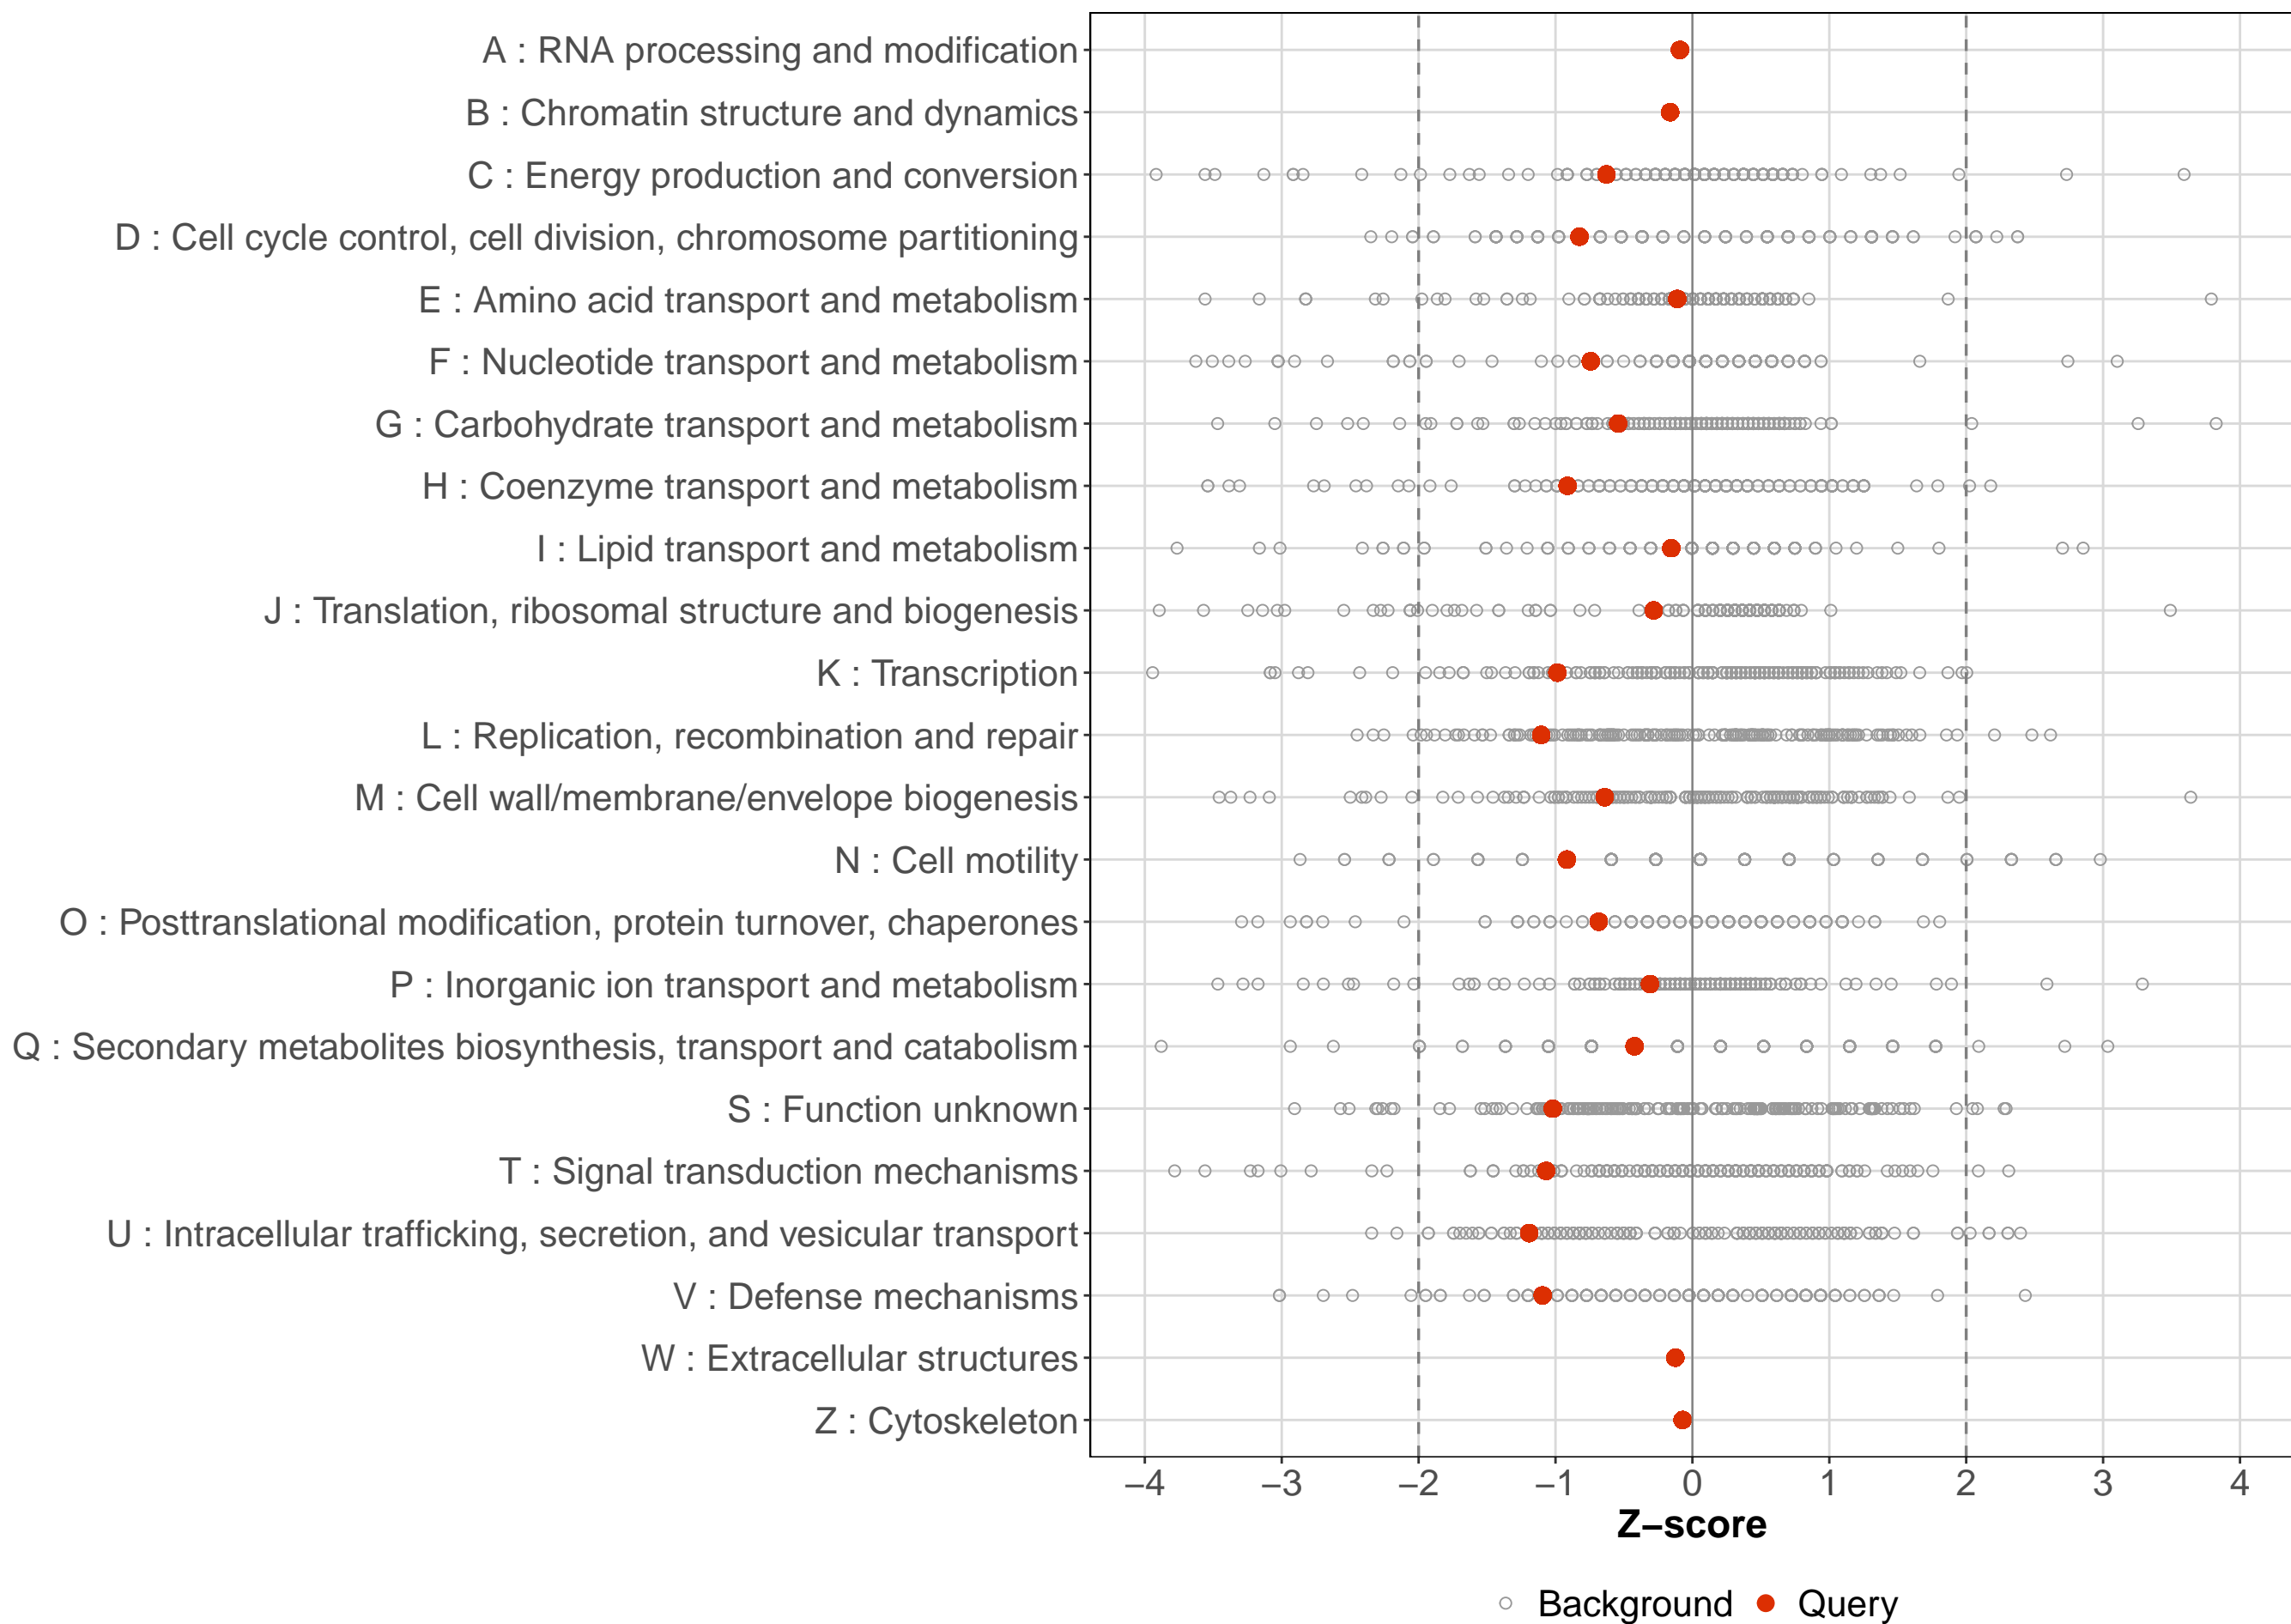 A : RNA processing and modification
B : Chromatin structure and dynamics
C : Energy production and conversion
D : Cell cycle control, cell division, chromosome partitioning
E : Amino acid transport and metabolism
F : Nucleotide transport and metabolism
G : Carbohydrate transport and metabolism
H : Coenzyme transport and metabolism
I : Lipid transport and metabolism
J : Translation, ribosomal structure and biogenesis
K : Transcription
L : Replication, recombination and repair
M : Cell wall/membrane/envelope biogenesis
N : Cell motility
O : Posttranslational modification, protein turnover, chaperones
P : Inorganic ion transport and metabolism
Q : Secondary metabolites biosynthesis, transport and catabolism
S : Function unknown
T : Signal transduction mechanisms
U : Intracellular trafficking, secretion, and vesicular transport
V : Defense mechanisms
W : Extracellular structures
Z : Cytoskeleton
−4 −3 −2 −1 0 1 2 3 4
Z−score
Background Query